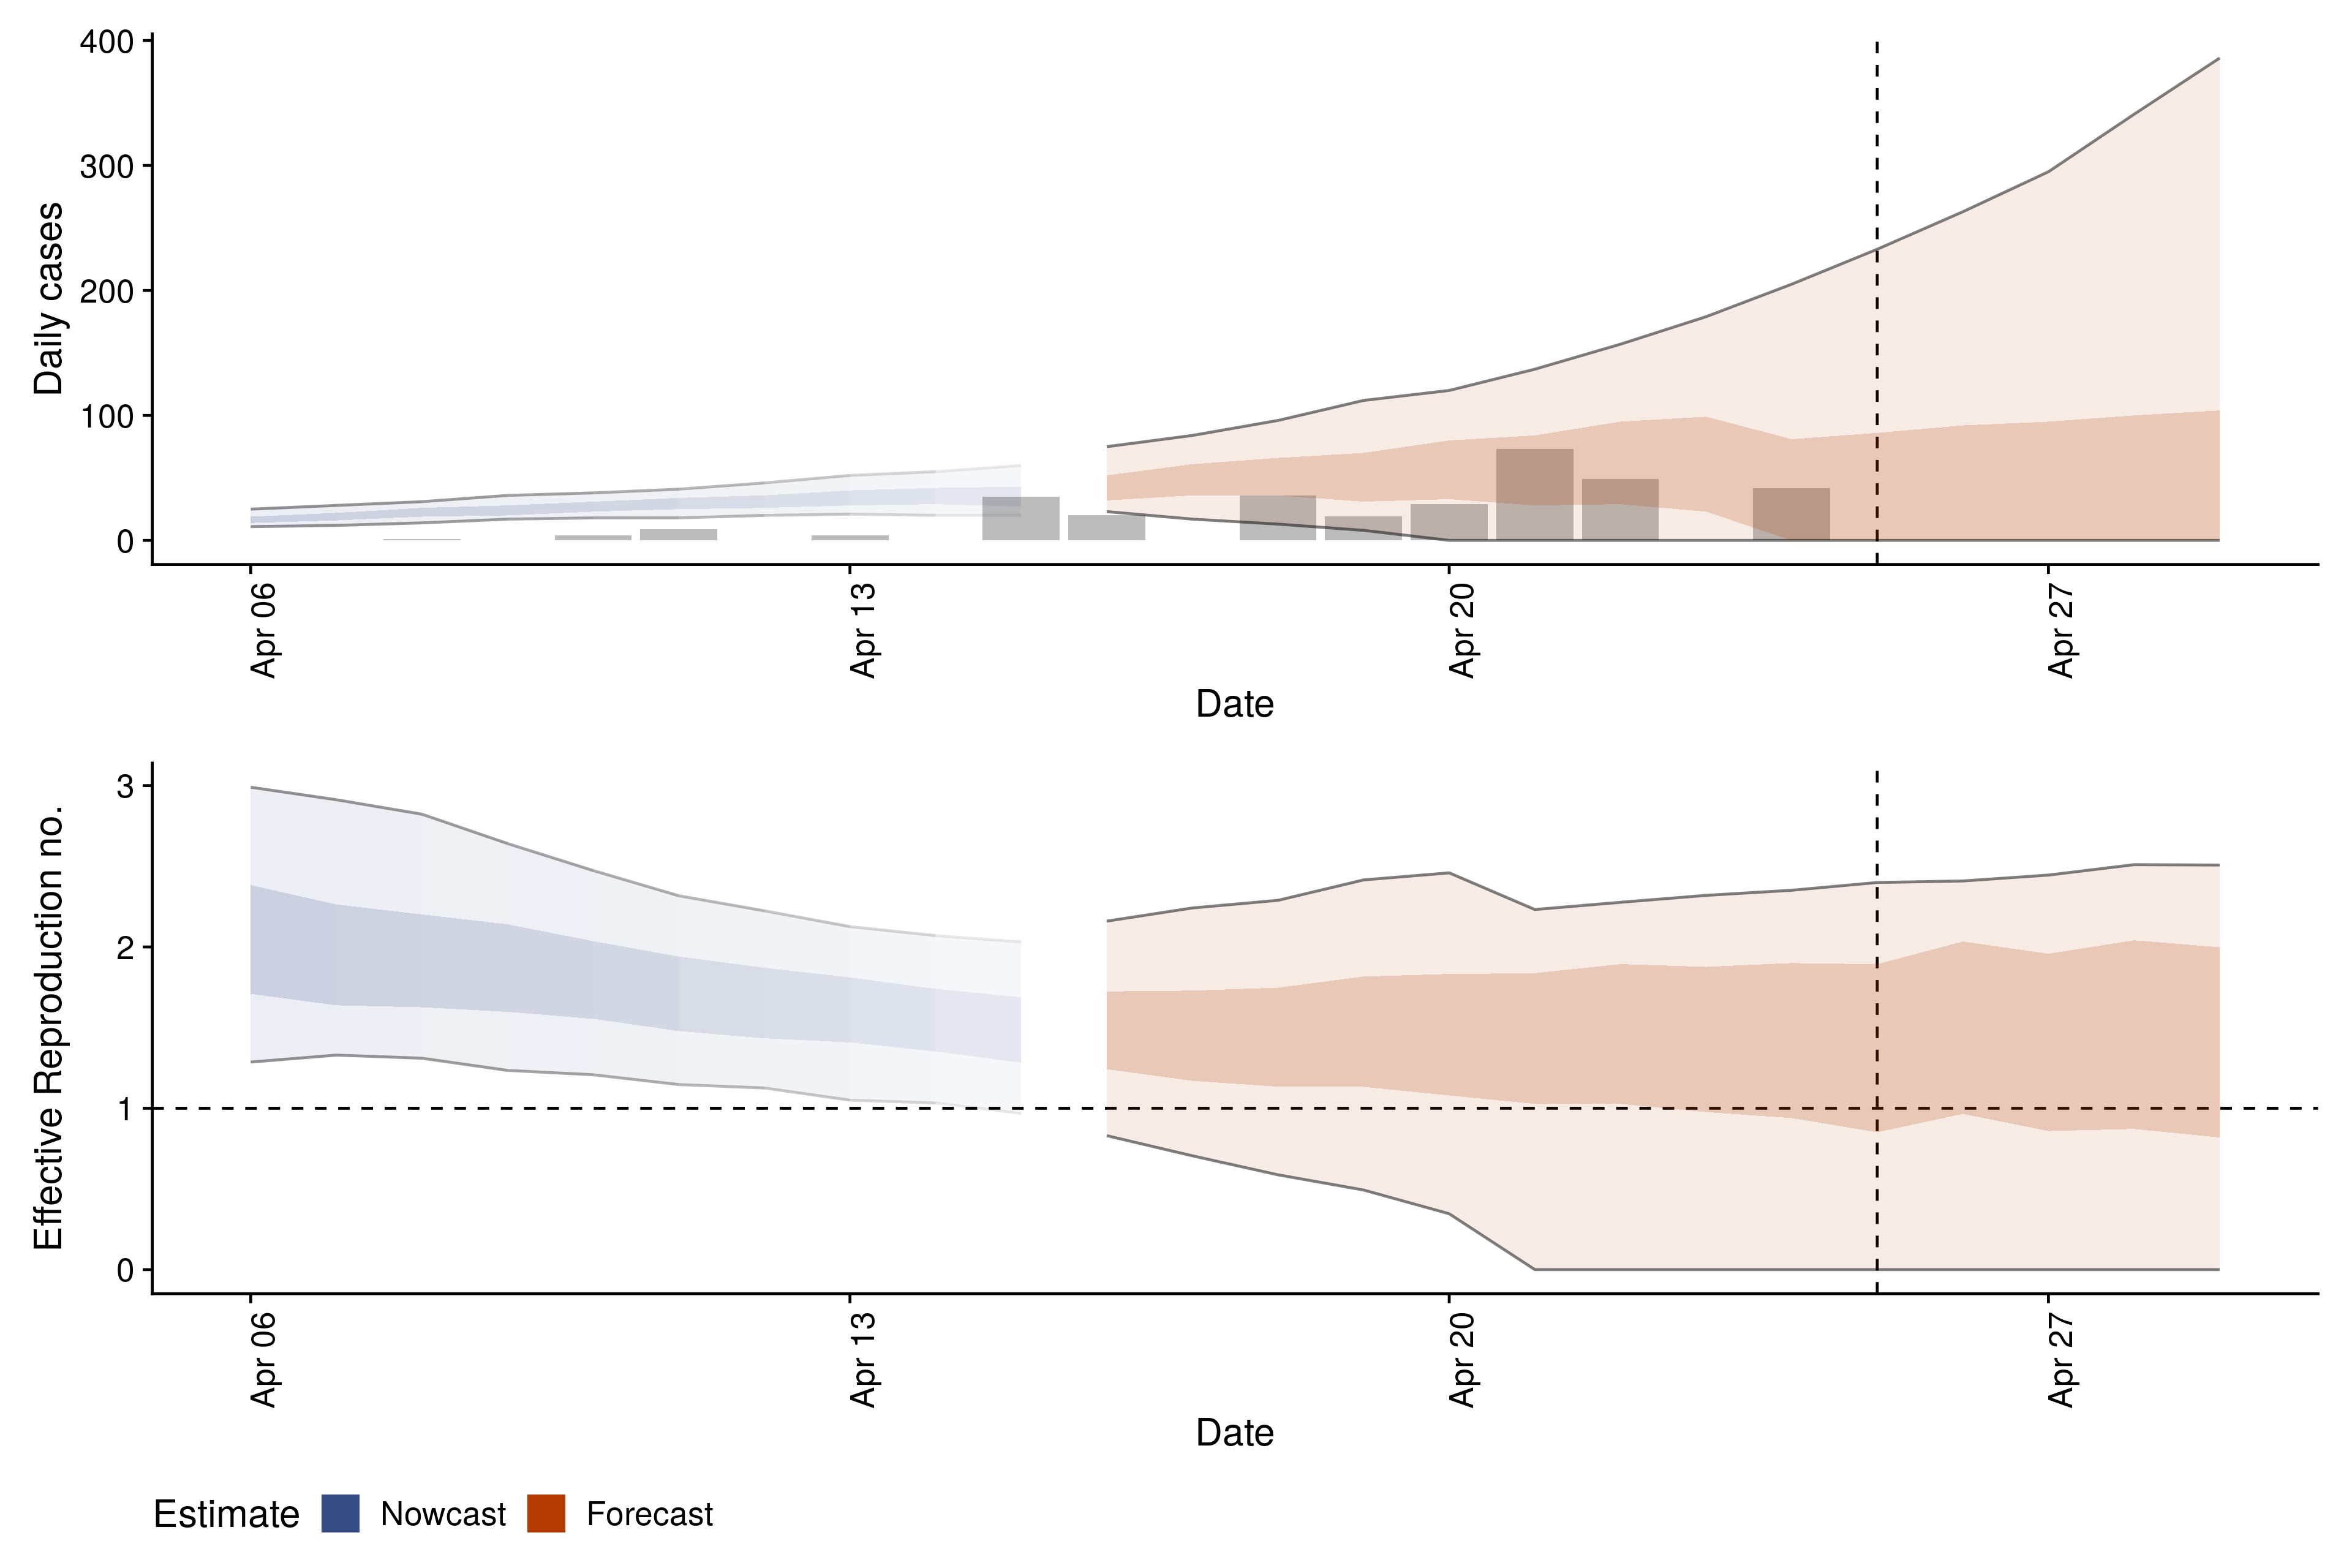 Daily cases
400
300
200
100
0
Apr 06
Apr 13
Apr 20
Apr 27
Date
Effective Reproduction no.
3
2
1
0
Apr 06
Apr 13
Apr 20
Apr 27
Date
Estimate Nowcast Forecast